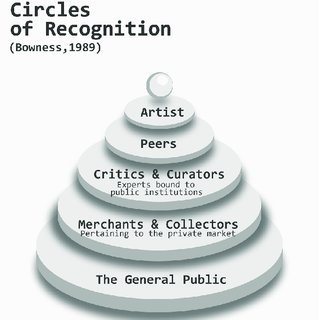 Circles
of Recognition
(Bowness,1989)
Artist
Peers
Critics & Curators
Experts bound to
public institutions
Merchants & Collectors
Pertaining to the private market
The General Public